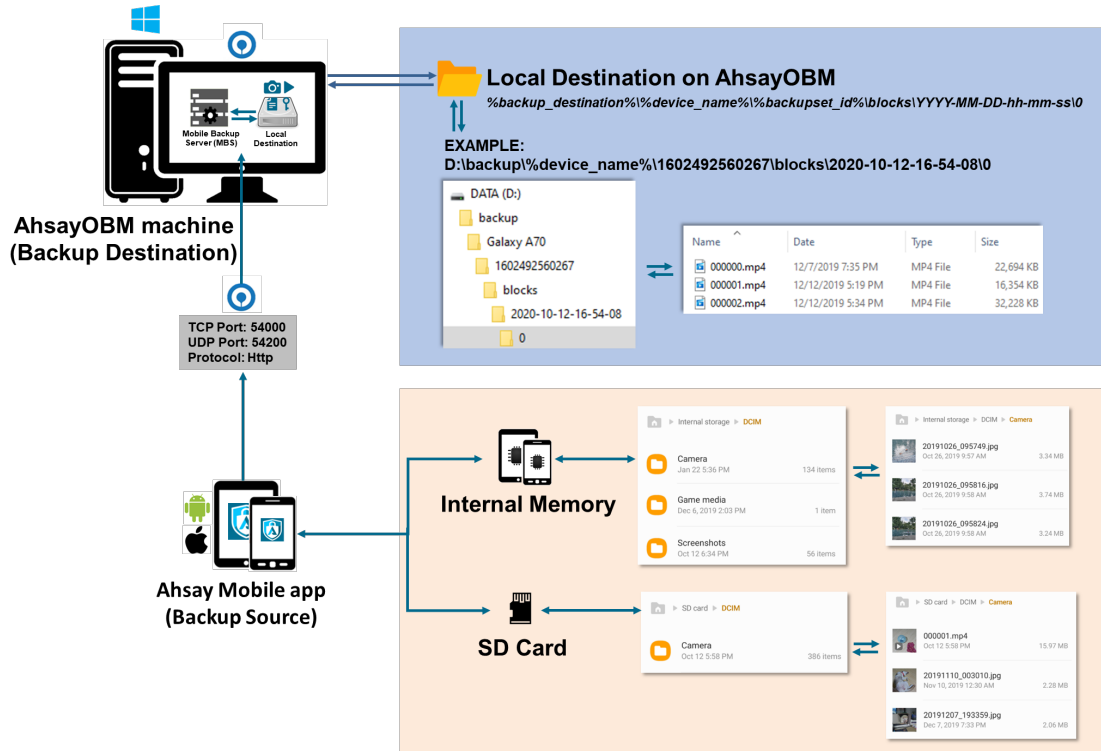 Mobile Backup
Server (MBS)
Local
Destination
AhsayOBM machine
(Backup Destination)
TCP Port: 54000
UDP Port: 54200
Protocol: Http
Ahsay Mobile app
(Backup Source)
Local Destination on AhsayOBM
%backup_destination%\%device_name%\%backupset_id%\blocks\YYYY-MM-DD-hh-mm-ss\0
EXAMPLE:
D:\backup\%device_name%\1602492560267\blocks\2020-10-12-16-54-08\0
DATA (D:)
backup
Galaxy A70
1602492560267
blocks
2020-10-12-16-54-08
0
Name Date Type Size
000000.mp4 12/7/2019 7:35 PM MP4 File 22,694 KB
000001.mp4 12/12/2019 5:19 PM MP4 File 16,354 KB
000002.mp4 12/12/2019 5:34 PM MP4 File 32,228 KB
Internal Memory
Internal storage DCIM
Camera
Jan 22 5:36 PM 134 items
Game media
Dec 6, 2019 2:03 PM 1 item
Screenshots
Oct 12 6:34 PM 56 items
Internal storage DCIM Camera
20191026_095749.jpg
Oct 26, 2019 9:57 AM 3.34 MB
20191026_095816.jpg
Oct 26, 2019 9:58 AM 3.74 MB
20191026_095824.jpg
Oct 26, 2019 9:58 AM 3.24 MB
SD Card
SD card DCIM
Camera
Oct 12 5:58 PM 386 items
SD card DCIM Camera
000001.mp4
Oct 12 5:58 PM 15.97 MB
20191110_003010.jpg
Nov 10, 2019 12:30 AM 2.28 MB
20191207_193359.jpg
Dec 7, 2019 7:33 PM 2.06 MB